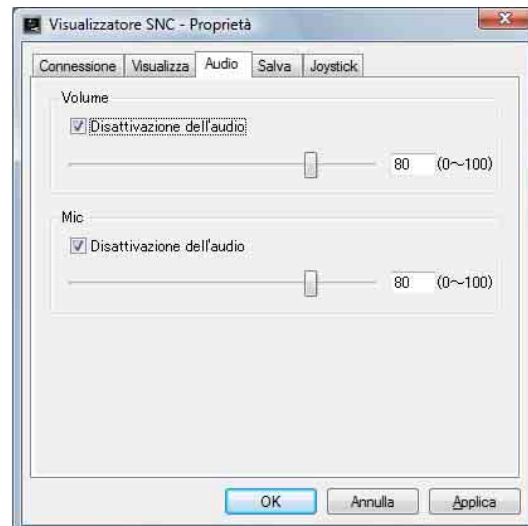 Visualizzatore SNC - Proprietà
Connessione Visualizza Audio Salva Joystick
Volume
Disattivazione dell'audio
80 (0～100)
Mic
Disattivazione dell'audio
80 (0～100)
OK Annulla Applica